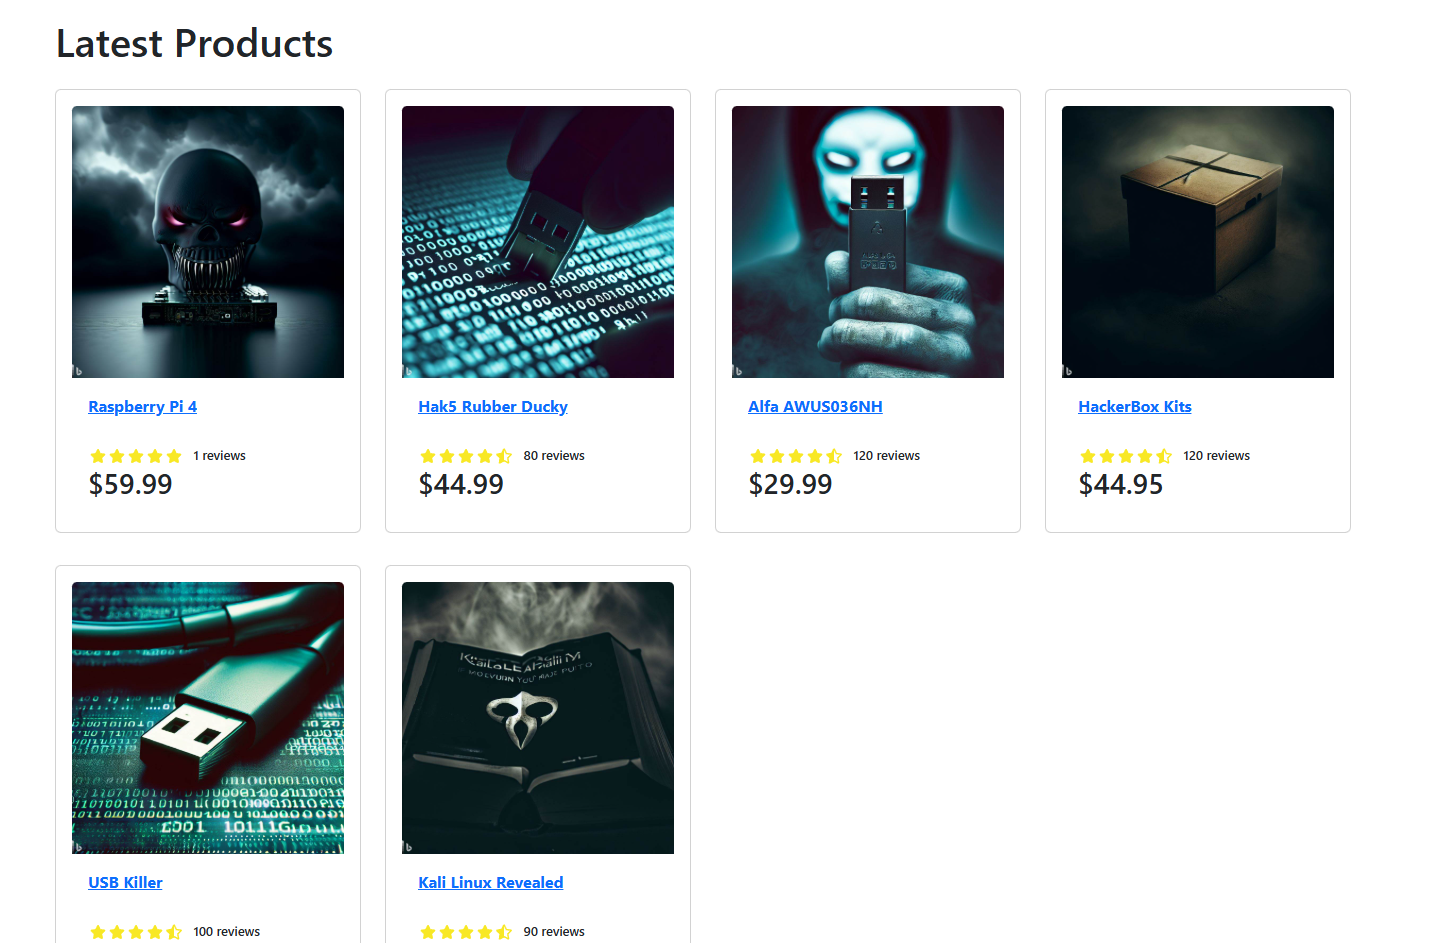 Latest Products
Raspberry Pi 4
1 reviews
$59.99
Hak5 Rubber Ducky
80 reviews
$44.99
Alfa AWUS036NH
120 reviews
$29.99
HackerBox Kits
120 reviews
$44.95
USB Killer
100 reviews
Kali Linux Revealed
90 reviews